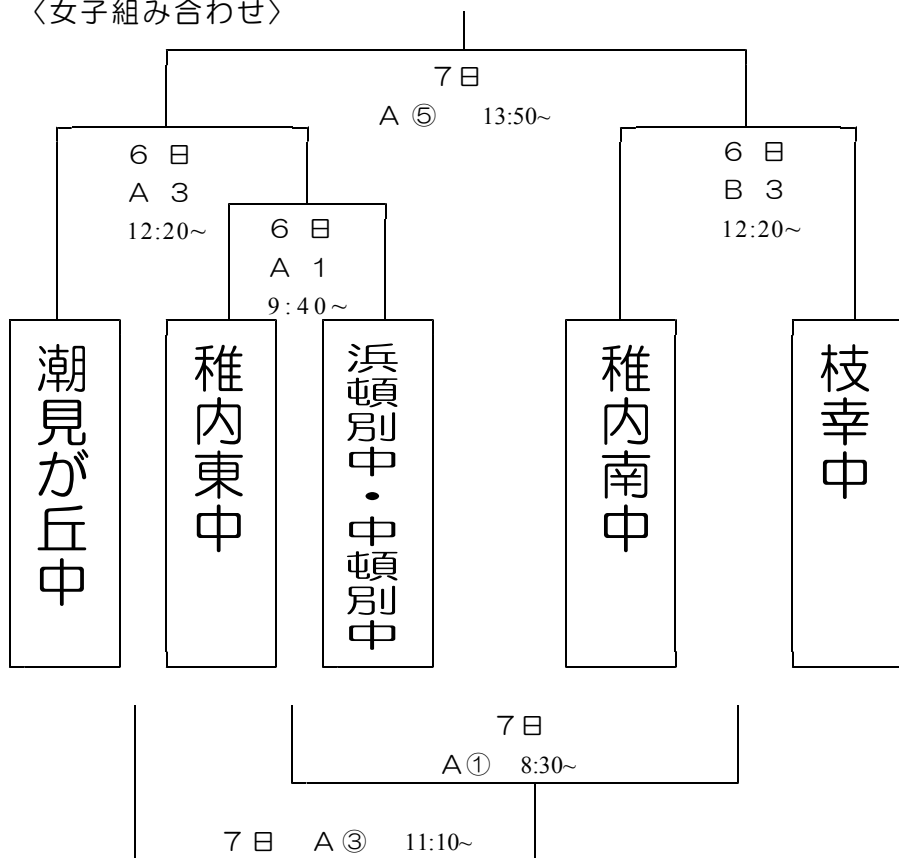 〈女子組み合わせ〉
7日
A ⑤ 13:50~
6 日
A 3
12:20~
6 日
B 3
12:20~
6 日
A 1
9:40~
潮見が丘中
稚内東中
浜頓別中・中頓別中
稚内南中
枝幸中
7日
A① 8:30~
7日 A③ 11:10~